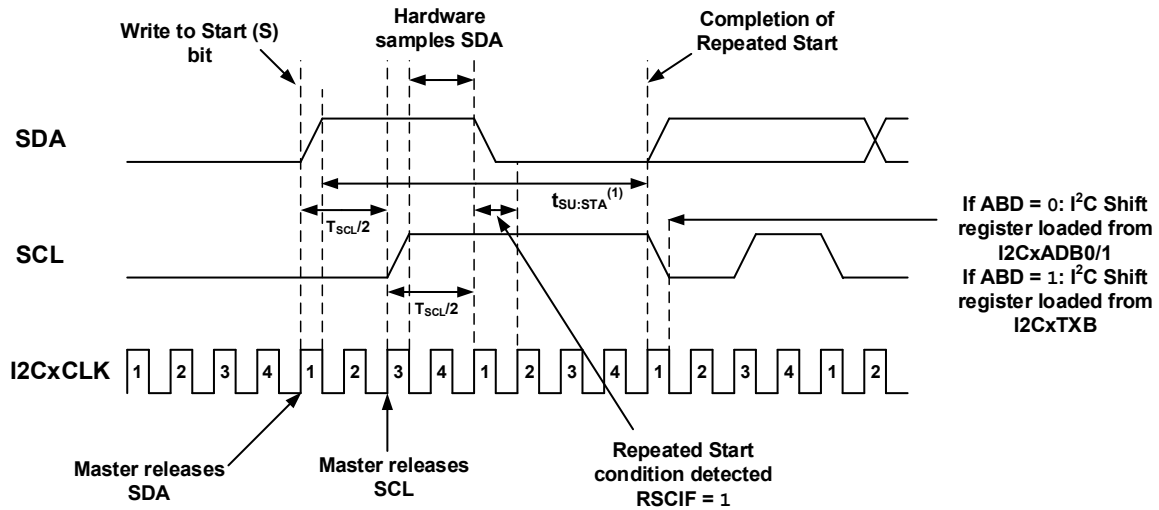 Write to Start (S)
bit
Hardware
samples SDA
Completion of
Repeated Start
SDA
tSU:STA(1)
TSCL/2
If ABD = 0: I2C Shift
register loaded from
I2CxADB0/1
If ABD = 1: I2C Shift
register loaded from
I2CxTXB
SCL
TSCL/2
I2CxCLK
1 2 3 4 1 2 3 4 1 2 3 4 1 2 3 4 1 2
Master releases
SDA
Master releases
SCL
Repeated Start
condition detected
RSCIF = 1